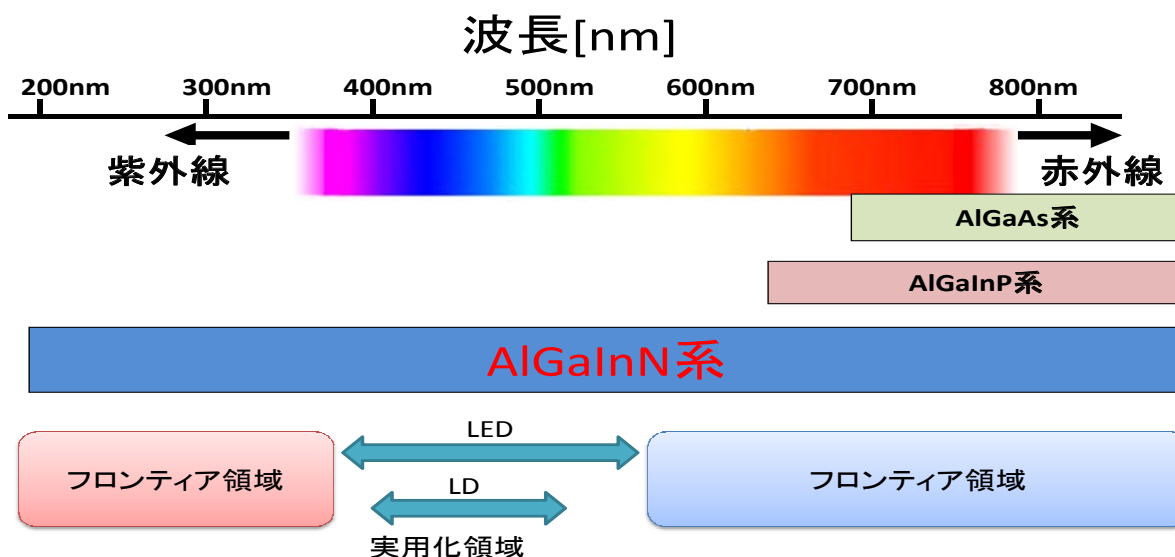 波長[nm]
200nm 300nm 400nm 500nm 600nm 700nm 800nm
紫外線 赤外線
AlGaAs系
AlGaInP系
AlGaInN系
LED
フロンティア領域 フロンティア領域
LD
実用化領域